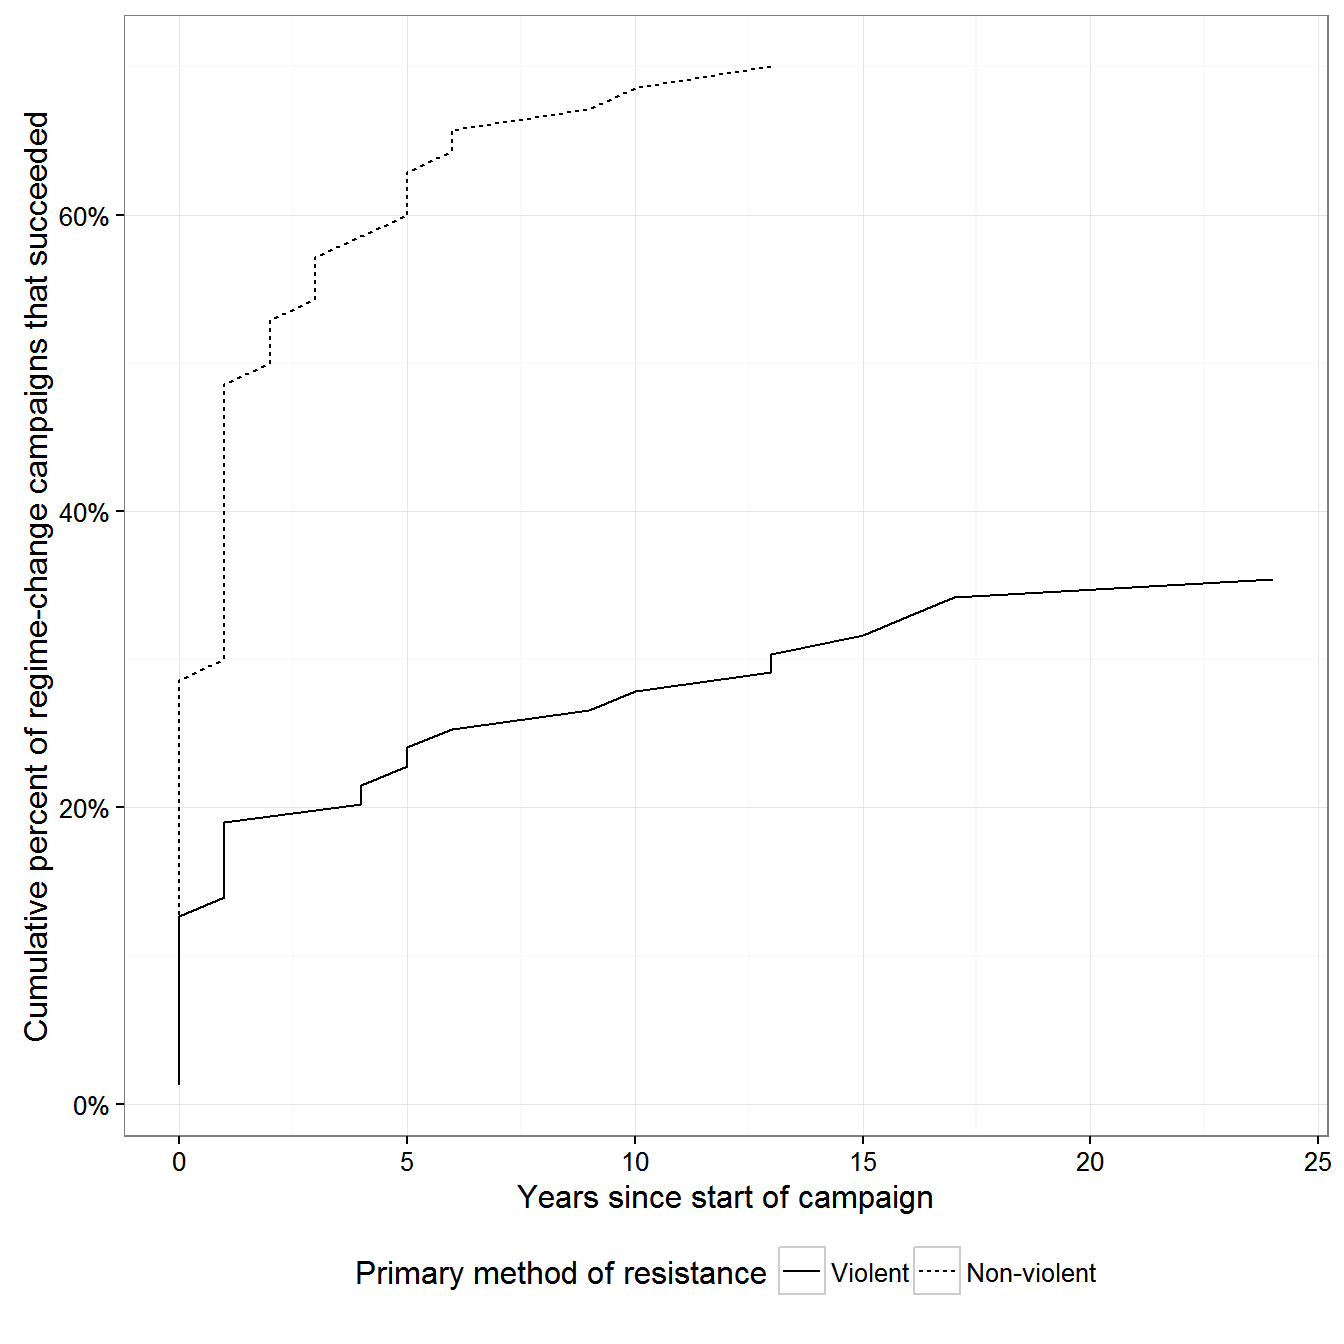 Cumulative percent of regime-change campaigns that succeeded
60%
40%
20%
0%
0 5 10 15 20 25
Years since start of campaign
Primary method of resistance Violent Non-violent